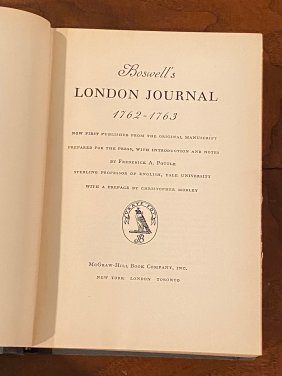 Boswell's
LONDON JOURNAL
1762-1763
NOW FIRST PUBLISHED FROM THE ORIGINAL MANUSCRIPT
PREPARED FOR THE PRESS, WITH INTRODUCTION AND NOTES
BY FREDERICK A. POTTLE
STERLING PROFESSOR OF ENGLISH, YALE UNIVERSITY
WITH A PREFACE BY CHRISTOPHER MORLEY
MCGRAW-HILL BOOK COMPANY, INC.
NEW YORK LONDON TORONTO